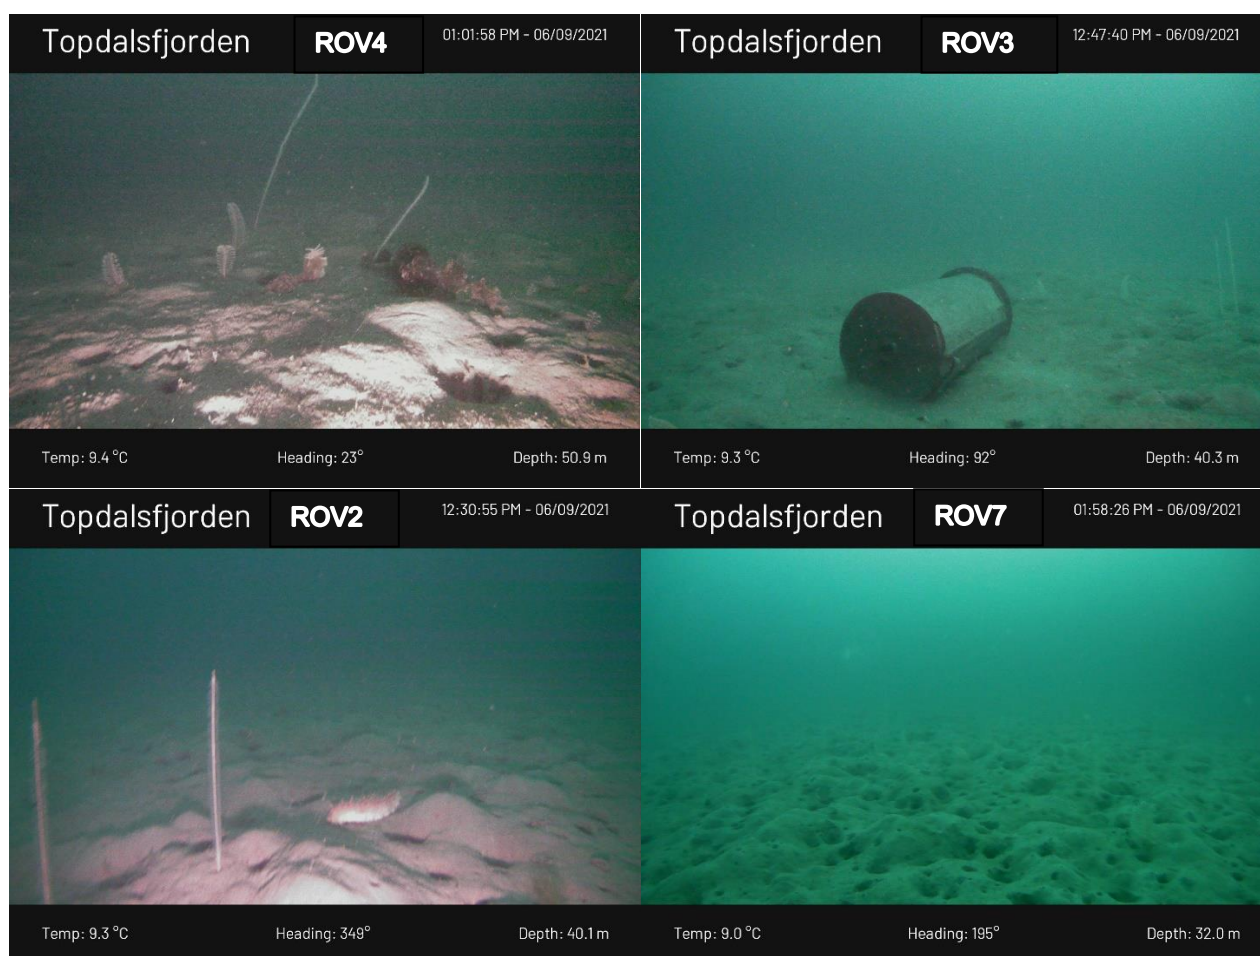 Topdalsfjorden ROV4 01:01:58 PM - 06/09/2021
Temp: 9.4 °C Heading: 23° Depth: 50.9 m
Topdalsfjorden ROV3 12:47:40 PM - 06/09/2021
Temp: 9.3 °C Heading: 92° Depth: 40.3 m
Topdalsfjorden ROV2 12:30:55 PM - 06/09/2021
Temp: 9.3 °C Heading: 349° Depth: 40.1 m
Topdalsfjorden ROV7 01:58:26 PM - 06/09/2021
Temp: 9.0 °C Heading: 195° Depth: 32.0 m